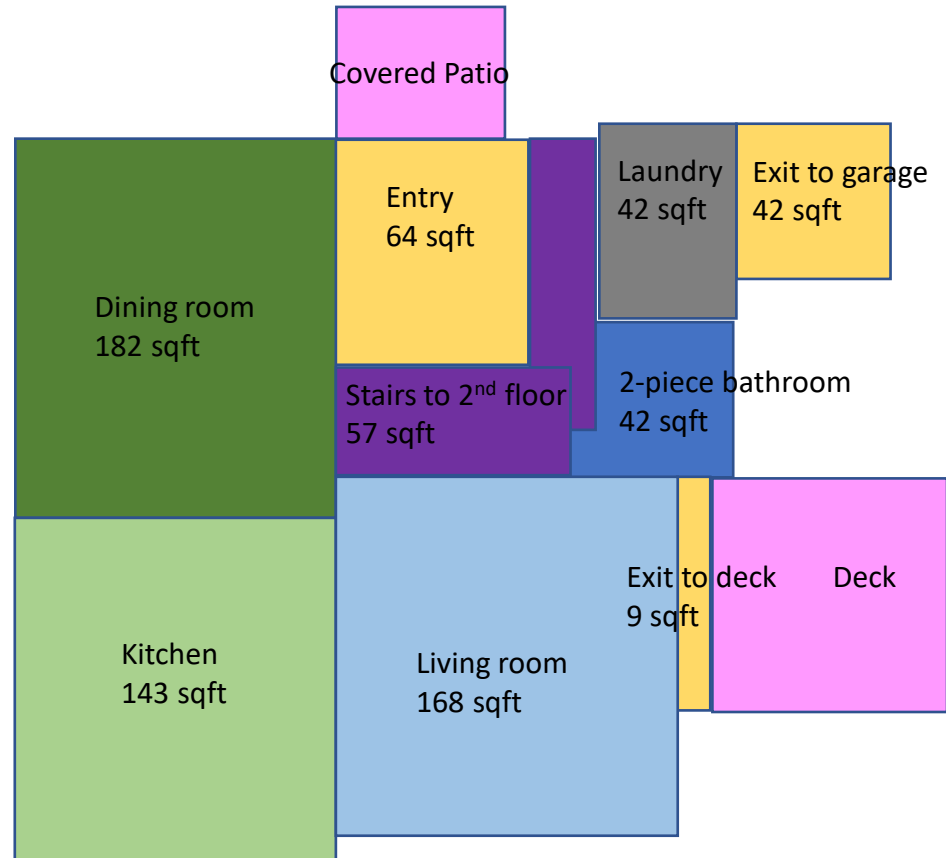 Covered Patio
Entry
64 sqft
Laundry
42 sqft
Exit to garage
42 sqft
Dining room
182 sqft
Stairs to 2nd floor
57 sqft
2-piece bathroom
42 sqft
Exit to deck
9 sqft
Deck
Kitchen
143 sqft
Living room
168 sqft